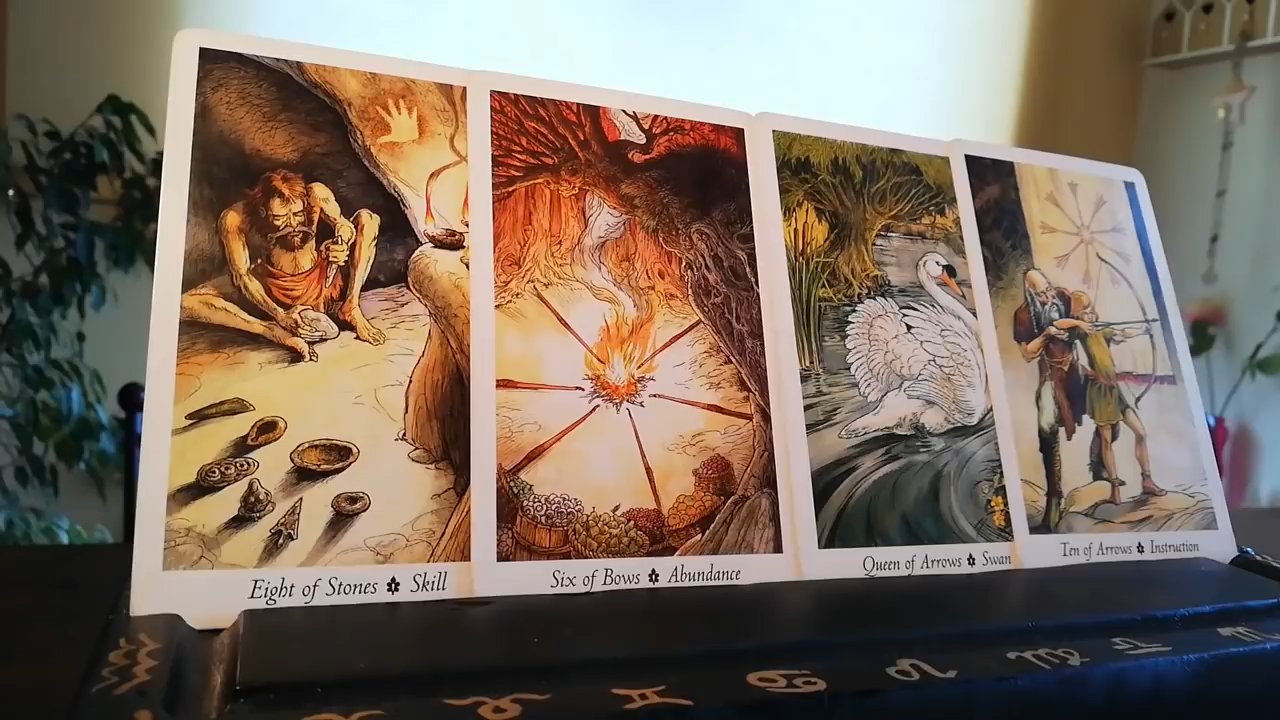 Eight of Stones Skill
Six of Bows Abundance
Queen of Arrows Swan
Ten of Arrows Instruction